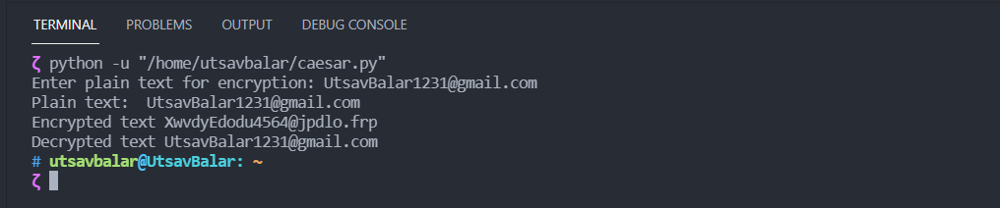 TERMINAL PROBLEMS OUTPUT DEBUG CONSOLE
ζ python -u "/home/utsavbalar/caesar.py"
Enter plain text for encryption: UtsavBalar1231@gmail.com
Plain text:  UtsavBalar1231@gmail.com
Encrypted text XwvdyEdodu4564@jpdlo.frp
Decrypted text UtsavBalar1231@gmail.com
# utsavbalar@UtsavBalar: ~
ζ